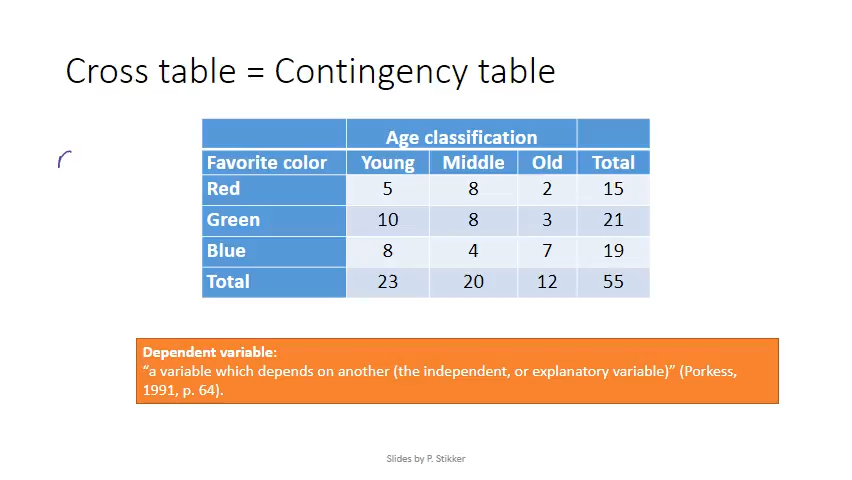 Cross table = Contingency table
Age classification
Favorite color Young Middle Old Total
Red 5 8 2 15
Green 10 8 3 21
Blue 8 4 7 19
Total 23 20 12 55
Dependent variable:
“a variable which depends on another (the independent, or explanatory variable)” (Porkess,
1991, p. 64).
Slides by P. Stikker